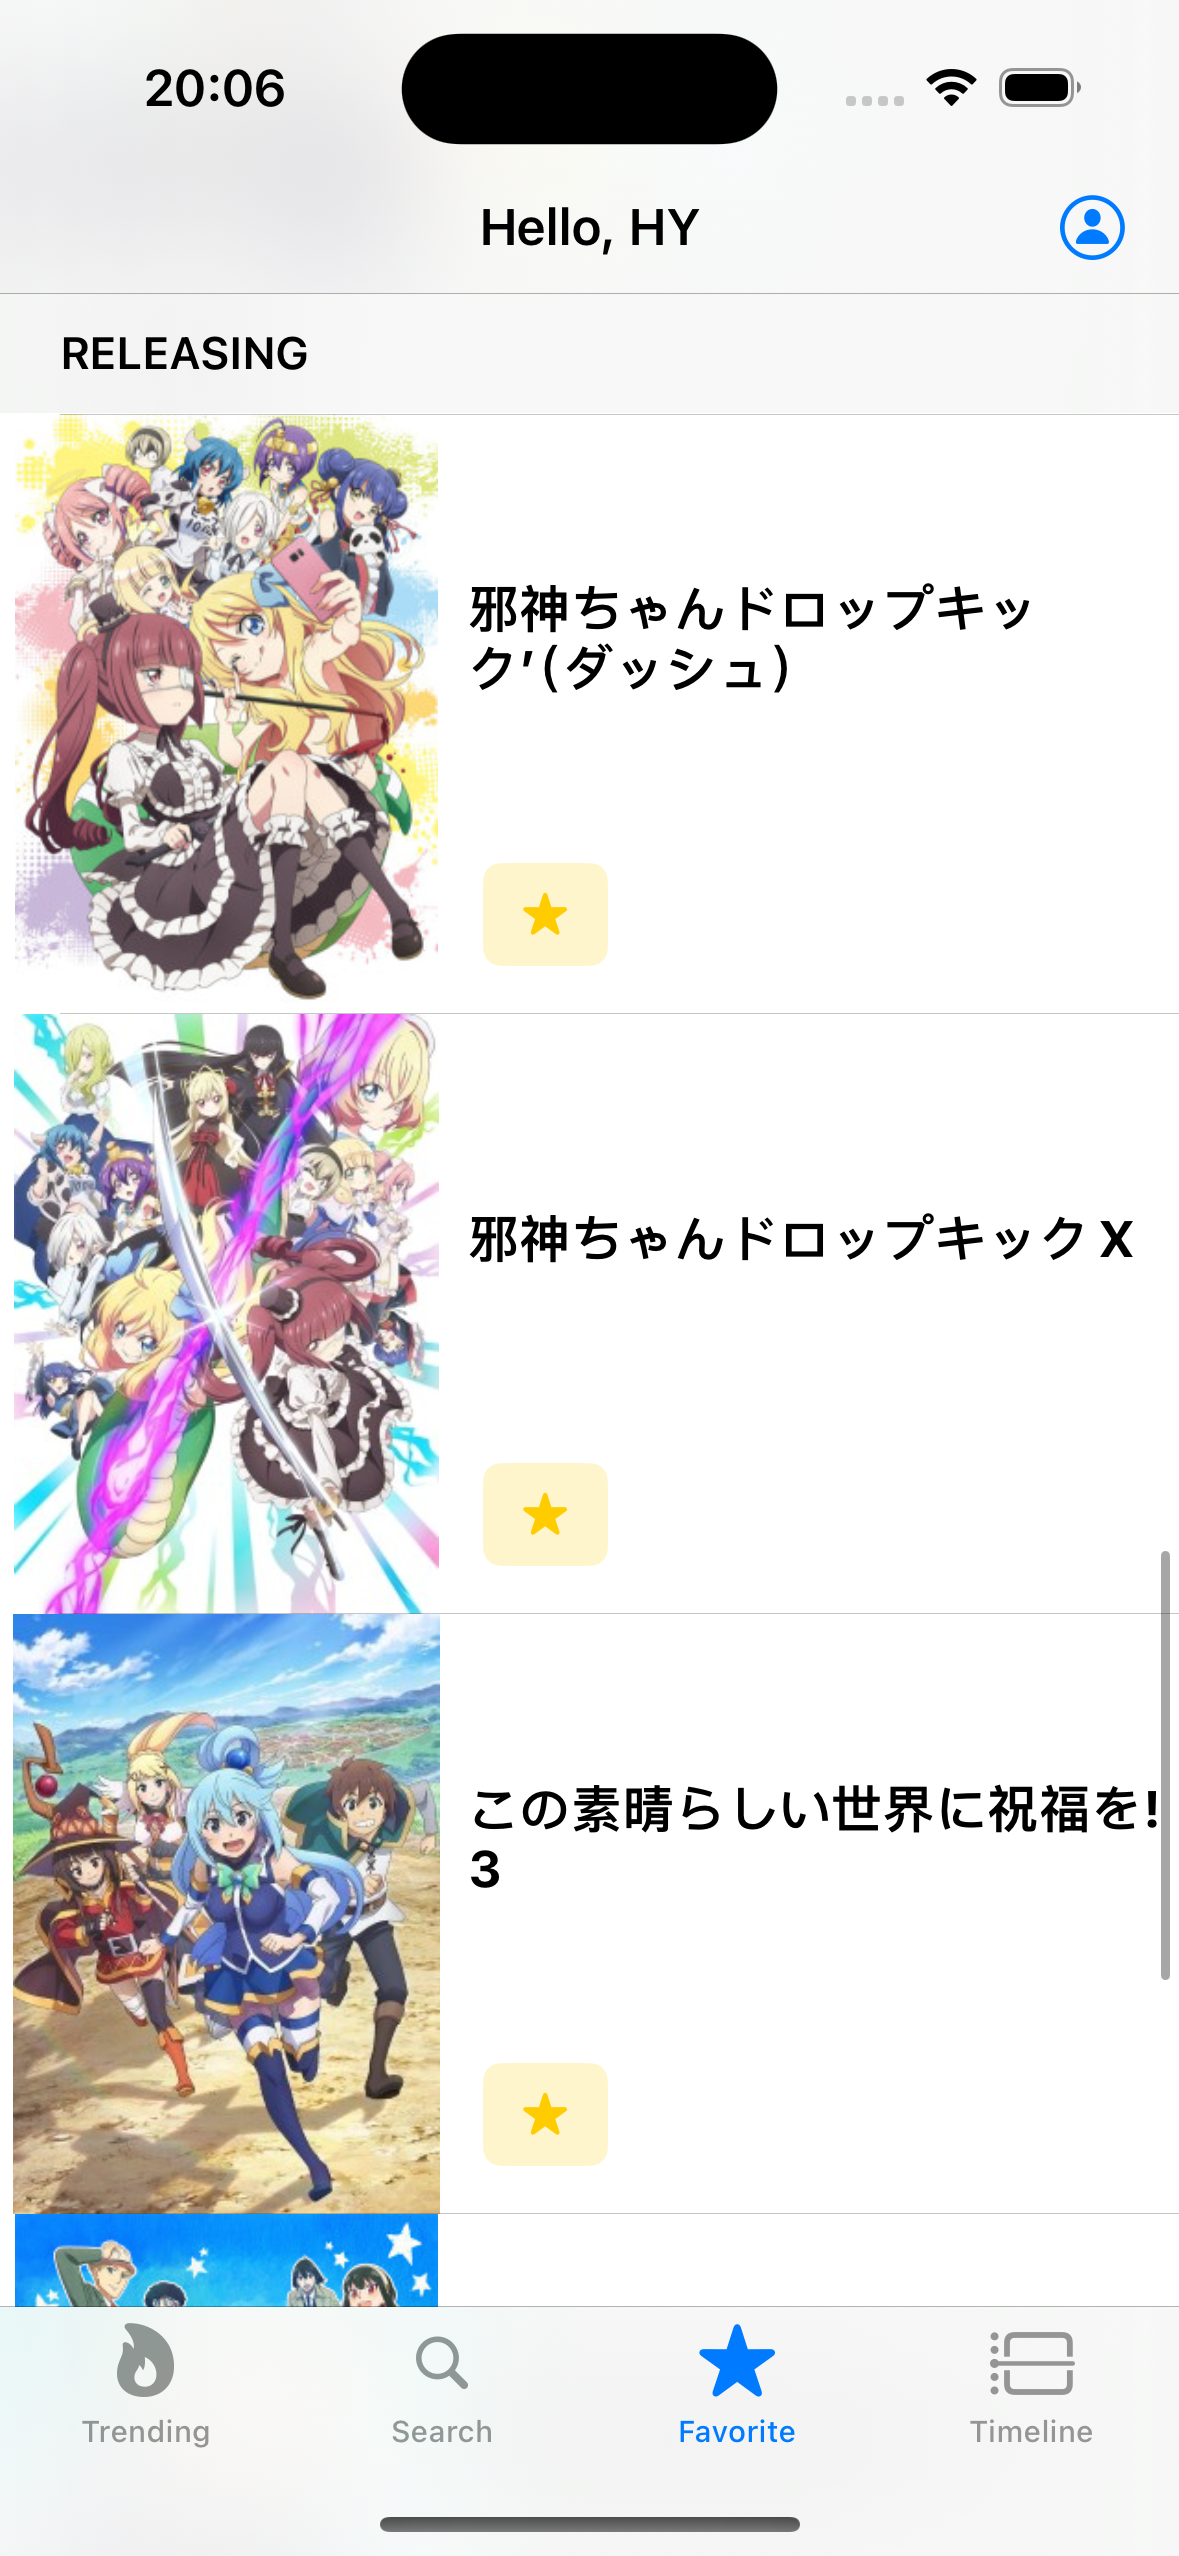 20:06
Hello, HY
RELEASING
邪神ちゃんドロップキッ
ク′(ダッシュ)
邪神ちゃんドロップキック X
この素晴らしい世界に祝福を!
3
Trending
Search
Favorite
Timeline